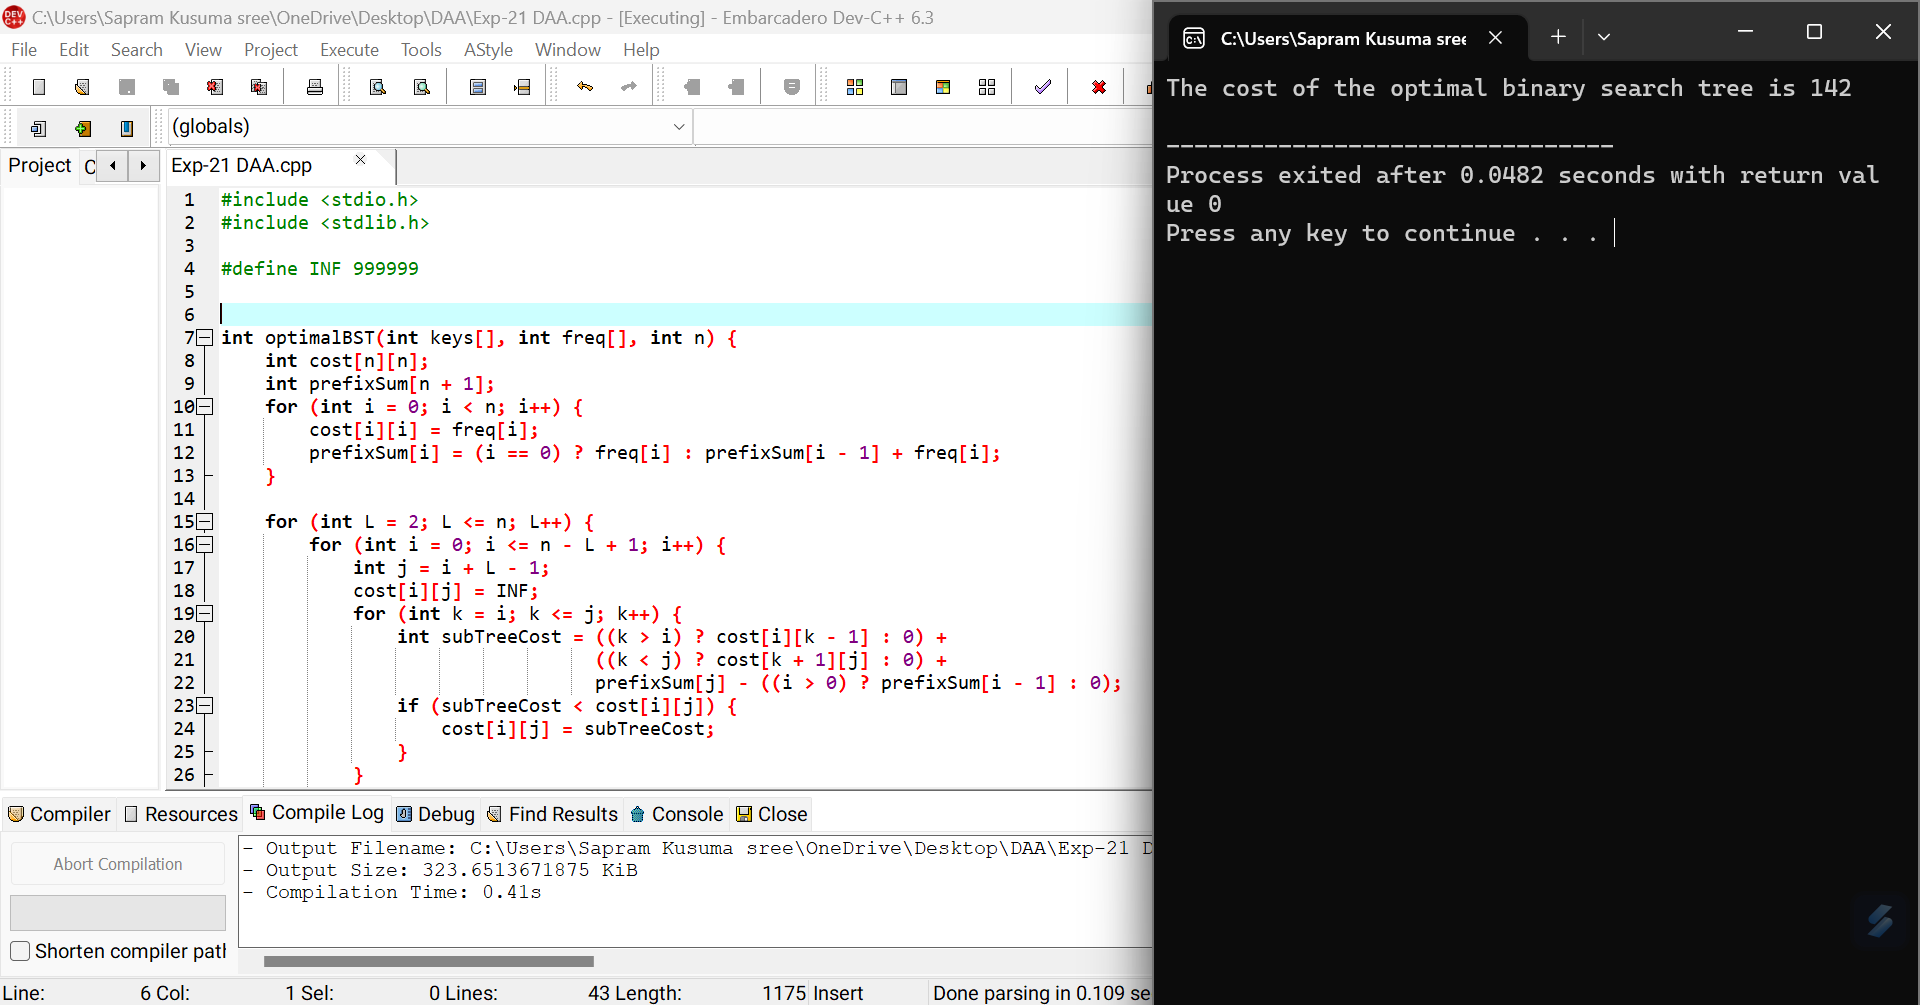 C:\Users\Sapram Kusuma sree\OneDrive\Desktop\DAA\Exp-21 DAA.cpp - [Executing] - Embarcadero Dev-C++ 6.3
File Edit Search View Project Execute Tools AStyle Window Help
(globals)
Project C
Exp-21 DAA.cpp
1 #include <stdio.h>
2 #include <stdlib.h>
3
4 #define INF 999999
5
6
7 int optimalBST(int keys[], int freq[], int n) {
8     int cost[n][n];
9     int prefixSum[n + 1];
10     for (int i = 0; i < n; i++) {
11         cost[i][i] = freq[i];
12         prefixSum[i] = (i == 0) ? freq[i] : prefixSum[i - 1] + freq[i];
13     }
14
15     for (int L = 2; L <= n; L++) {
16         for (int i = 0; i <= n - L + 1; i++) {
17             int j = i + L - 1;
18             cost[i][j] = INF;
19             for (int k = i; k <= j; k++) {
20                 int subTreeCost = ((k > i) ? cost[i][k - 1] : 0) +
21                                   ((k < j) ? cost[k + 1][j] : 0) +
22                                   prefixSum[j] - ((i > 0) ? prefixSum[i - 1] : 0);
23                 if (subTreeCost < cost[i][j]) {
24                     cost[i][j] = subTreeCost;
25                 }
26             }
Compiler Resources Compile Log Debug Find Results Console Close
Abort Compilation
Shorten compiler path
- Output Filename: C:\Users\Sapram Kusuma sree\OneDrive\Desktop\DAA\Exp-21 D
- Output Size: 323.6513671875 KiB
- Compilation Time: 0.41s
Line: 6 Col: 1 Sel: 0 Lines: 43 Length: 1175 Insert Done parsing in 0.109 se
C:\Users\Sapram Kusuma sree
The cost of the optimal binary search tree is 142
--------------------------------
Process exited after 0.0482 seconds with return val
ue 0
Press any key to continue . . .